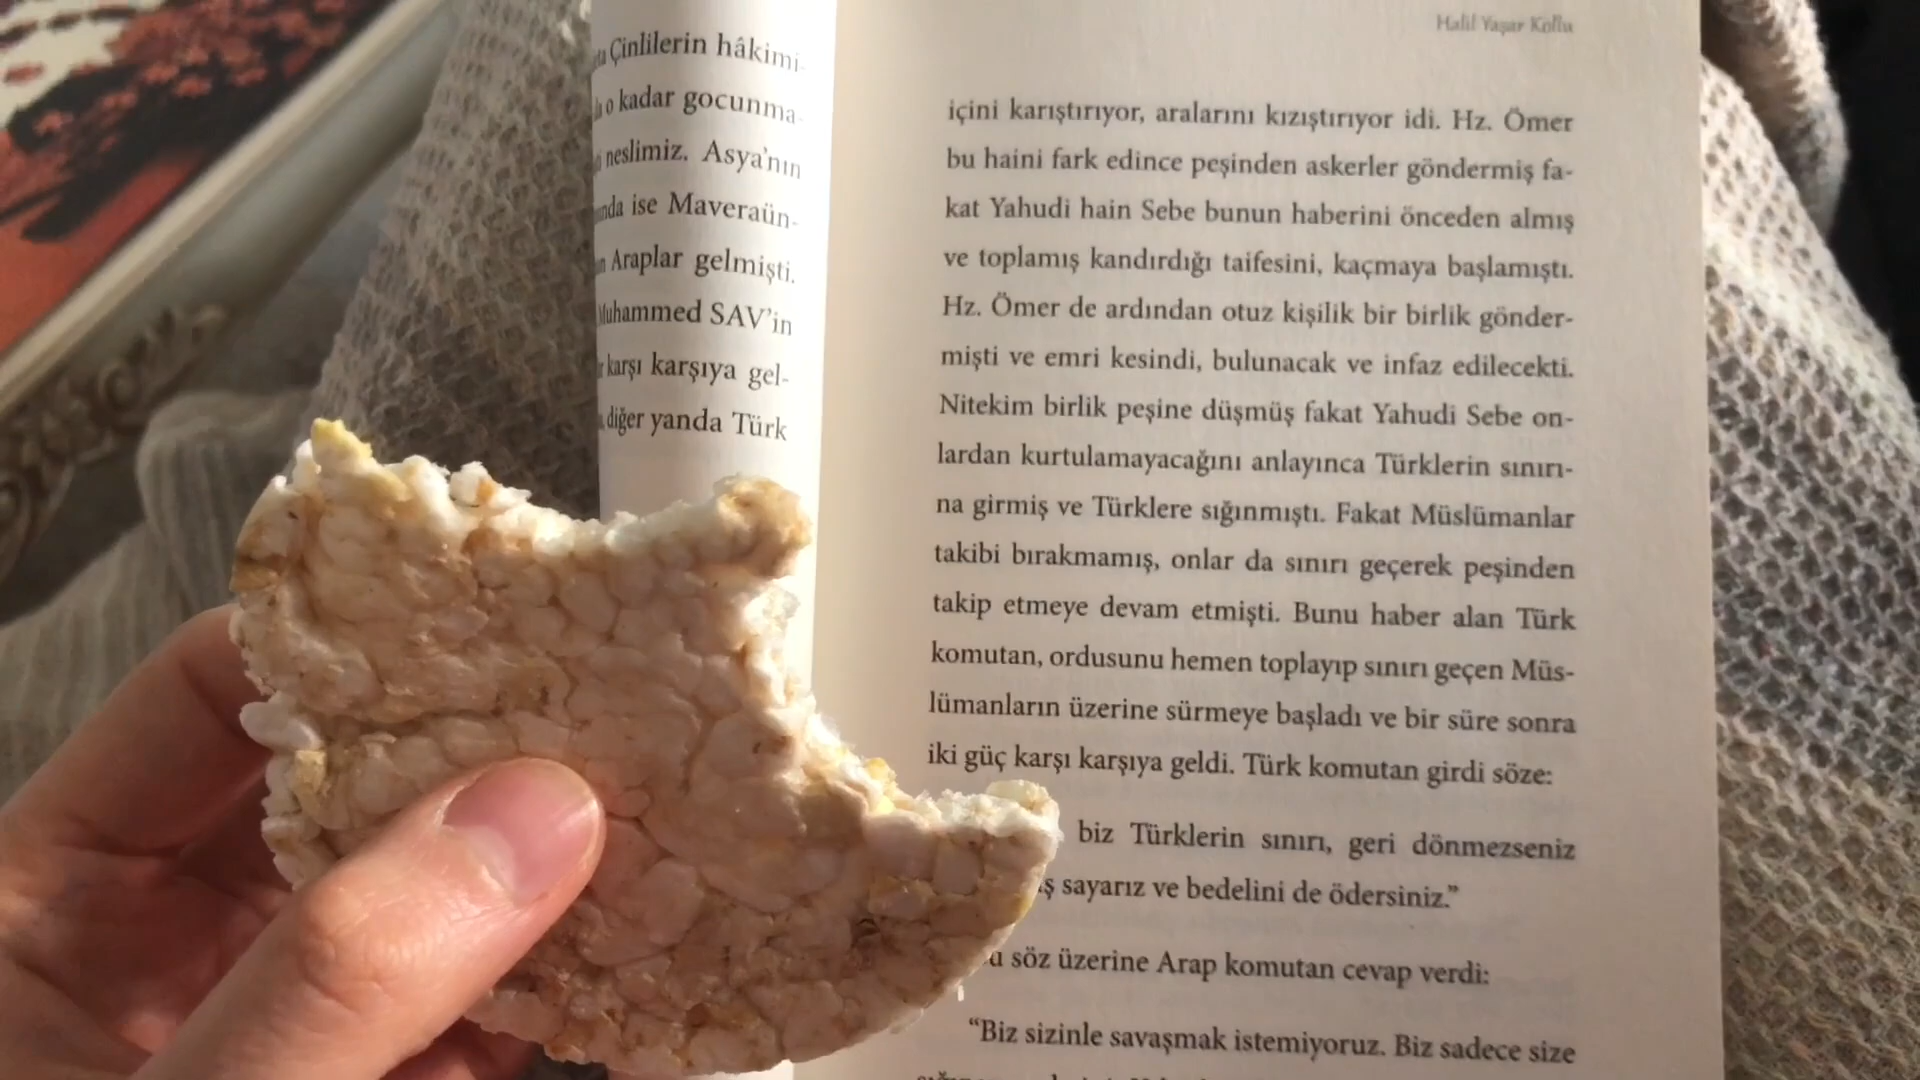 Çinlilerin hâkimi-
o kadar gocunma-
neslimiz. Asya’nın
ise Maveraün-
Araplar gelmişti.
Muhammed SAV’in
karşı karşıya gel-
diğer yanda Türk
Halil Yaşar Kollu
içini karıştırıyor, aralarını kızıştırıyor idi. Hz. Ömer
bu haini fark edince peşinden askerler göndermiş fa-
kat Yahudi hain Sebe bunun haberini önceden almış
ve toplamış kandırdığı taifesini, kaçmaya başlamıştı.
Hz. Ömer de ardından otuz kişilik bir birlik gönder-
mişti ve emri kesindi, bulunacak ve infaz edilecekti.
Nitekim birlik peşine düşmüş fakat Yahudi Sebe on-
lardan kurtulamayacağını anlayınca Türklerin sınırı-
na girmiş ve Türklere sığınmıştı. Fakat Müslümanlar
takibi bırakmamış, onlar da sınırı geçerek peşinden
takip etmeye devam etmişti. Bunu haber alan Türk
komutan, ordusunu hemen toplayıp sınırı geçen Müs-
lümanların üzerine sürmeye başladı ve bir süre sonra
iki güç karşı karşıya geldi. Türk komutan girdi söze:
biz Türklerin sınırı, geri dönmezseniz
sayarız ve bedelini de ödersiniz.”
söz üzerine Arap komutan cevap verdi:
“Biz sizinle savaşmak istemiyoruz. Biz sadece size